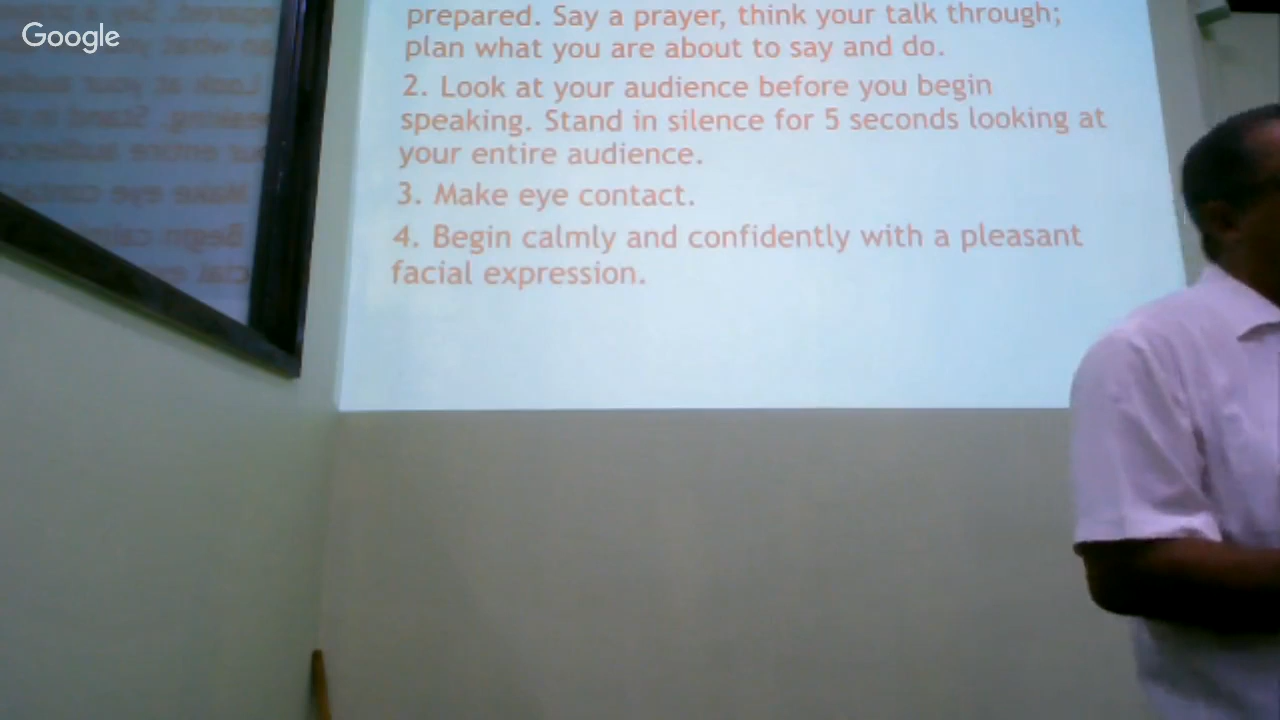 Google
prepared. Say a prayer, think your talk through;
plan what you are about to say and do.
2. Look at your audience before you begin
speaking. Stand in silence for 5 seconds looking at
your entire audience.
3. Make eye contact.
4. Begin calmly and confidently with a pleasant
facial expression.